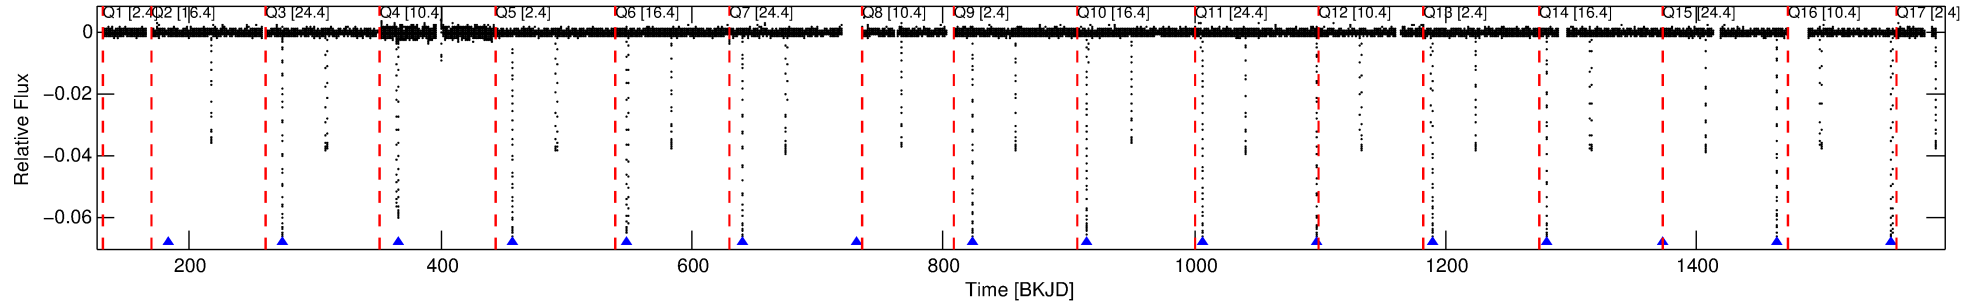 Q1 [2.4] Q2 [16.4] Q3 [24.4] Q4 [10.4] Q5 [2.4] Q6 [16.4] Q7 [24.4] Q8 [10.4] Q9 [2.4] Q10 [16.4] Q11 [24.4] Q12 [10.4] Q13 [2.4] Q14 [16.4] Q15 [24.4] Q16 [10.4] Q17 [2.4]
0
−0.02
−0.04
−0.06
Relative Flux
200 400 600 800 1000 1200 1400
Time [BKJD]